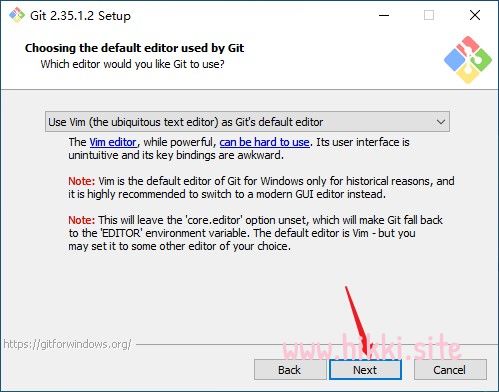 Git 2.35.1.2 Setup
Choosing the default editor used by Git
Which editor would you like Git to use?
Use Vim (the ubiquitous text editor) as Git's default editor
The Vim editor, while powerful, can be hard to use. Its user interface is
unintuitive and its key bindings are awkward.
Note: Vim is the default editor of Git for Windows only for historical reasons, and
it is highly recommended to switch to a modern GUI editor instead.
Note: This will leave the 'core.editor' option unset, which will make Git fall back
to the 'EDITOR' environment variable. The default editor is Vim - but you
may set it to some other editor of your choice.
https://gitforwindows.org/
www.hikki.site
Back Next Cancel